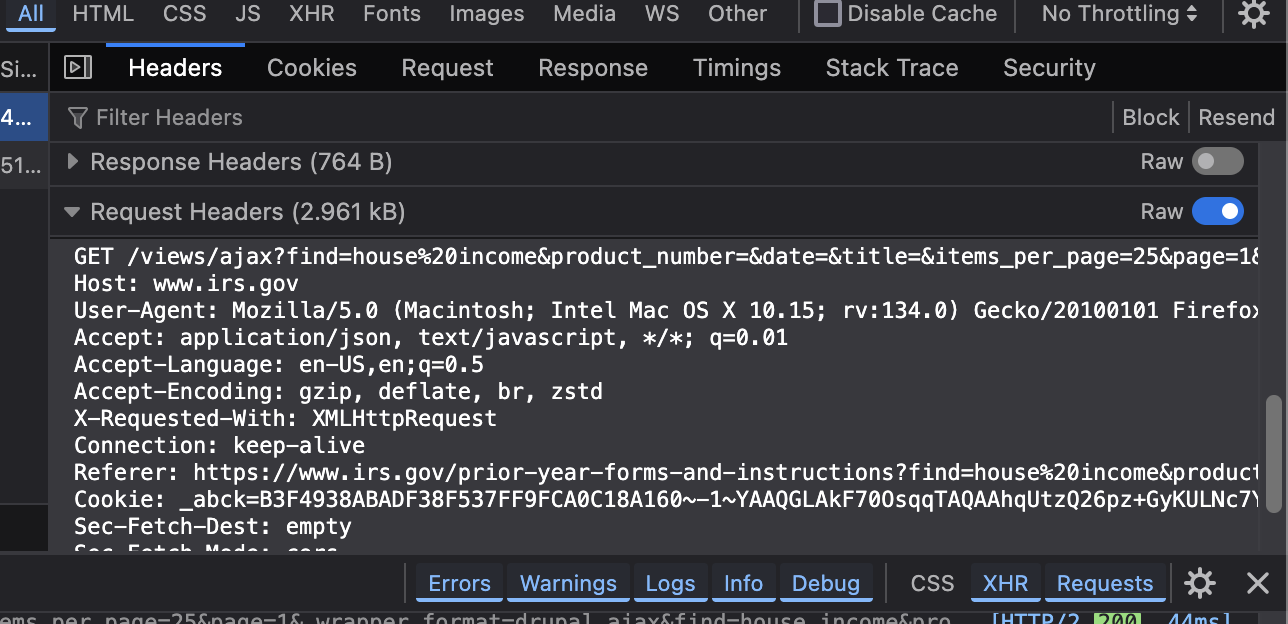 All HTML CSS JS XHR Fonts Images Media WS Other Disable Cache No Throttling
Si... Headers Cookies Request Response Timings Stack Trace Security
4... Filter Headers Block Resend
51... Response Headers (764 B) Raw
Request Headers (2.961 kB) Raw
GET /views/ajax?find=house%20income&product_number=&date=&title=&items_per_page=25&page=1&
Host: www.irs.gov
User-Agent: Mozilla/5.0 (Macintosh; Intel Mac OS X 10.15; rv:134.0) Gecko/20100101 Firefox
Accept: application/json, text/javascript, */*; q=0.01
Accept-Language: en-US,en;q=0.5
Accept-Encoding: gzip, deflate, br, zstd
X-Requested-With: XMLHttpRequest
Connection: keep-alive
Referer: https://www.irs.gov/prior-year-forms-and-instructions?find=house%20income&product
Cookie: _abck=B3F4938ABADF38F537FF9FCA0C18A160~-1~YAAQGLAkF70OsqqTAQAAhqUtzQ26pz+GyKULNc7Y
Sec-Fetch-Dest: empty
Sec-Fetch-Mode: cors
Errors Warnings Logs Info Debug CSS XHR Requests
ems_per_page=25&page=1&_wrapper_format=drupal_ajax&find=house income&pro [HTTP/2 200 44ms]